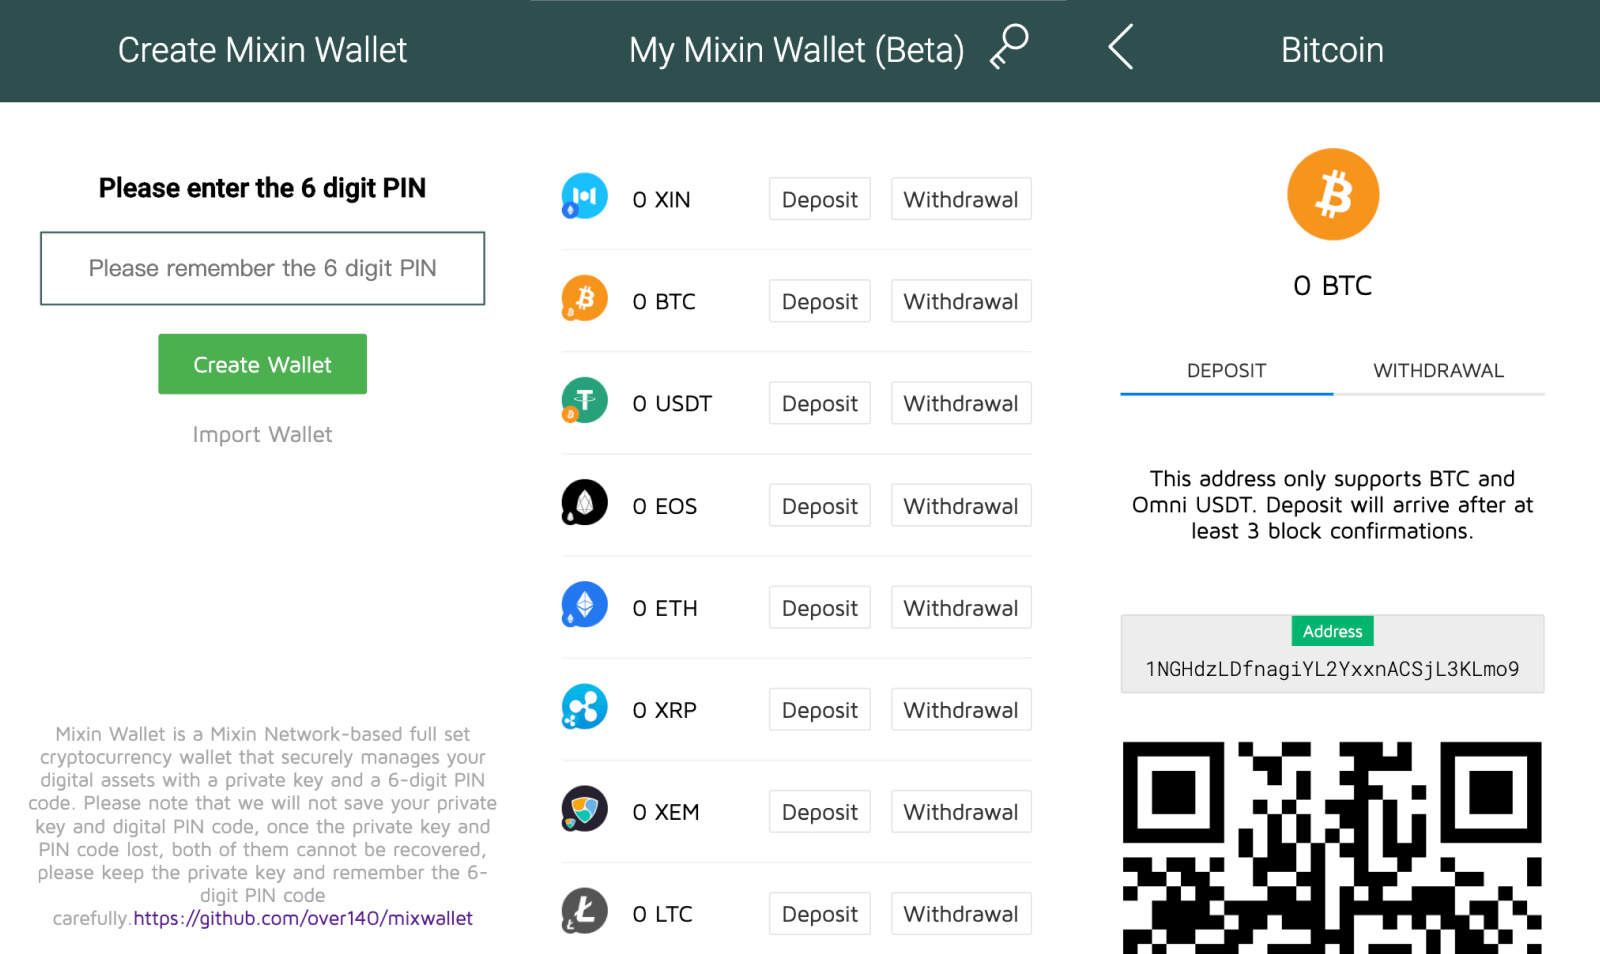 Create Mixin Wallet
Please enter the 6 digit PIN
Please remember the 6 digit PIN
Create Wallet
Import Wallet
Mixin Wallet is a Mixin Network-based full set
cryptocurrency wallet that securely manages your
digital assets with a private key and a 6-digit PIN
code. Please note that we will not save your private
key and digital PIN code, once the private key and
PIN code lost, both of them cannot be recovered,
please keep the private key and remember the 6-
digit PIN code
carefully.https://github.com/over140/mixwallet
My Mixin Wallet (Beta)
0 XIN Deposit Withdrawal
0 BTC Deposit Withdrawal
0 USDT Deposit Withdrawal
0 EOS Deposit Withdrawal
0 ETH Deposit Withdrawal
0 XRP Deposit Withdrawal
0 XEM Deposit Withdrawal
0 LTC Deposit Withdrawal
Bitcoin
0 BTC
DEPOSIT WITHDRAWAL
This address only supports BTC and
Omni USDT. Deposit will arrive after at
least 3 block confirmations.
Address
1NGHdzLDfnagiYL2YxxnACSjL3KLmo9